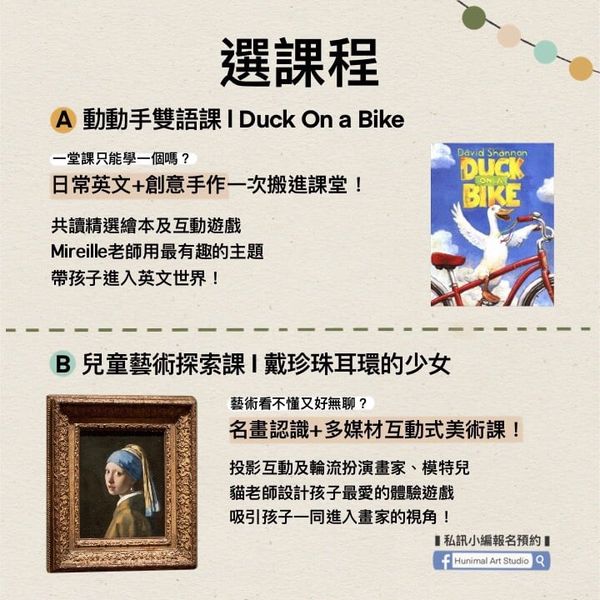 選課程
A 動動手雙語課 | Duck On a Bike
一堂課只能學一個嗎?
日常英文+創意手作一次搬進課堂!
共讀精選繪本及互動遊戲
Mireille老師用最有趣的主題
帶孩子進入英文世界!
David Shannon
DUCK
ON A
BIKE
B 兒童藝術探索課 | 戴珍珠耳環的少女
藝術看不懂又好無聊?
名畫認識+多媒材互動式美術課!
投影互動及輪流扮演畫家、模特兒
貓老師設計孩子最愛的體驗遊戲
吸引孩子一同進入畫家的視角!
私訊小編報名預約
f Hunimal Art Studio